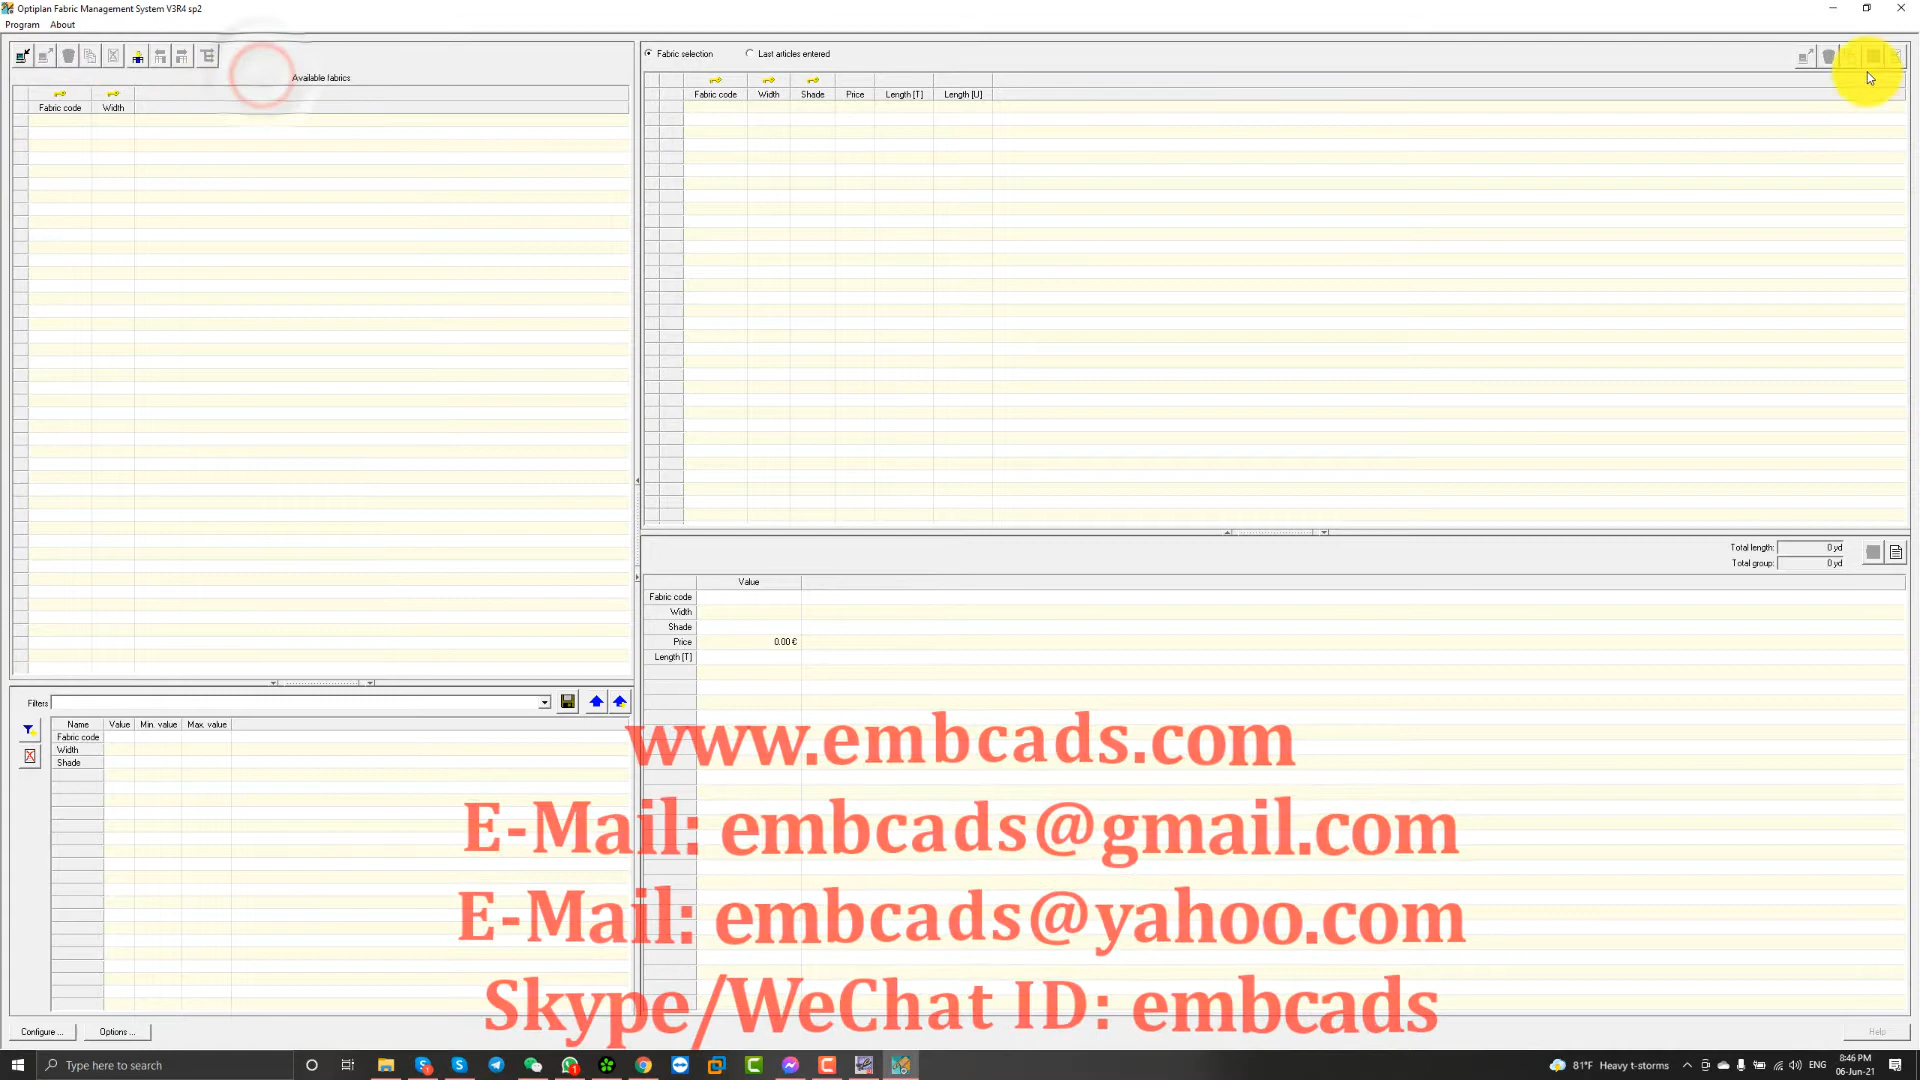 Optiplan Fabric Management System V3R4 sp2
Program About
Available fabrics
Fabric code Width
Fabric selection Last articles entered
Fabric code Width Shade Price Length [T] Length [U]
Total length: 0 yd
Total group: 0 yd
Value
Fabric code
Width
Shade
Price 0.00 €
Length [T]
Filters
Name Value Min. value Max. value
Fabric code
Width
Shade
www.embcads.com
E-Mail: embcads@gmail.com
E-Mail: embcads@yahoo.com
Skype/WeChat ID: embcads
Configure ... Options ... Help
Type here to search
81°F Heavy t-storms ENG 8:46 PM
06-Jun-21